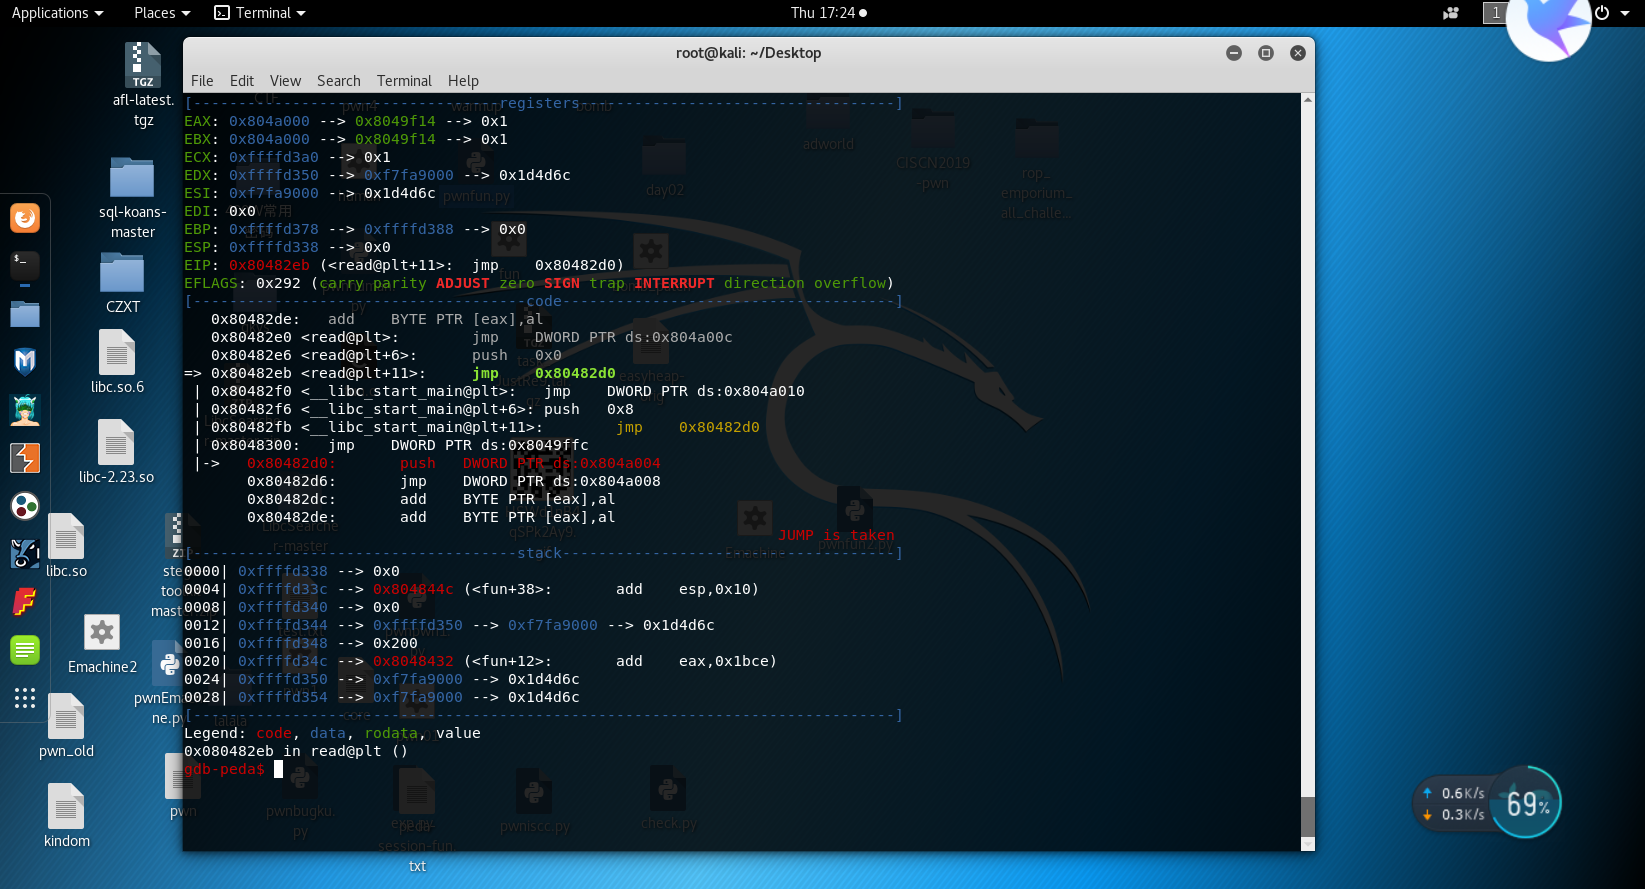 Applications Places Terminal Thu 17:24 1
root@kali: ~/Desktop
File Edit View Search Terminal Help
[----------------------------------registers-----------------------------------]
EAX: 0x804a000 --> 0x8049f14 --> 0x1
EBX: 0x804a000 --> 0x8049f14 --> 0x1
ECX: 0xffffd3a0 --> 0x1
EDX: 0xffffd350 --> 0xf7fa9000 --> 0x1d4d6c
ESI: 0xf7fa9000 --> 0x1d4d6c
EDI: 0x0
EBP: 0xffffd378 --> 0xffffd388 --> 0x0
ESP: 0xffffd338 --> 0x0
EIP: 0x80482eb (<read@plt+11>: jmp 0x80482d0)
EFLAGS: 0x292 (carry parity ADJUST zero SIGN trap INTERRUPT direction overflow)
[-------------------------------------code-------------------------------------]
0x80482de: add BYTE PTR [eax],al
0x80482e0 <read@plt>: jmp DWORD PTR ds:0x804a00c
0x80482e6 <read@plt+6>: push 0x0
=> 0x80482eb <read@plt+11>: jmp 0x80482d0
| 0x80482f0 <__libc_start_main@plt>: jmp DWORD PTR ds:0x804a010
| 0x80482f6 <__libc_start_main@plt+6>: push 0x8
| 0x80482fb <__libc_start_main@plt+11>: jmp 0x80482d0
| 0x8048300: jmp DWORD PTR ds:0x8049ffc
|-> 0x80482d0: push DWORD PTR ds:0x804a004
0x80482d6: jmp DWORD PTR ds:0x804a008
0x80482dc: add BYTE PTR [eax],al
0x80482de: add BYTE PTR [eax],al
JUMP is taken
[------------------------------------stack-------------------------------------]
0000| 0xffffd338 --> 0x0
0004| 0xffffd33c --> 0x804844c (<fun+38>: add esp,0x10)
0008| 0xffffd340 --> 0x0
0012| 0xffffd344 --> 0xffffd350 --> 0xf7fa9000 --> 0x1d4d6c
0016| 0xffffd348 --> 0x200
0020| 0xffffd34c --> 0x8048432 (<fun+12>: add eax,0x1bce)
0024| 0xffffd350 --> 0xf7fa9000 --> 0x1d4d6c
0028| 0xffffd354 --> 0xf7fa9000 --> 0x1d4d6c
[------------------------------------------------------------------------------]
Legend: code, data, rodata, value
0x080482eb in read@plt ()
gdb-peda$
TGZ
afl-latest.
tgz
sql-koans-
master
CZXT
libc.so.6
libc-2.23.so
libc.so
Emachine2
pwn_old
pwn
kindom
adworld
CISCN2019
-pwn
rop_
emporium_
all_challe...
day02
pwnfun.py
pwnfun2.py
pwnbugku.
py
session-fun.
txt
pwniscc.py
check.py
0.6K/s
0.3K/s
69%